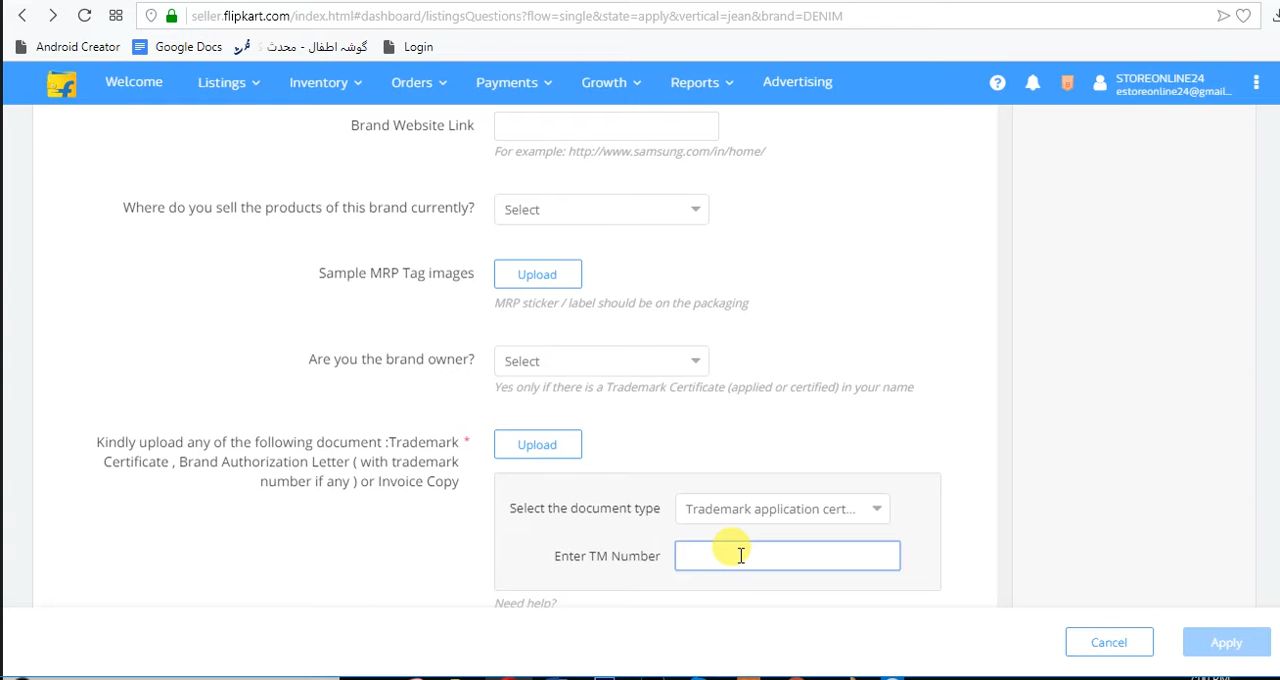 seller.flipkart.com/index.html#dashboard/listingsQuestions?flow=single&state=apply&vertical=jean&brand=DENIM
Android Creator Google Docs گوشہ اطفال - محدث Login
Welcome Listings Inventory Orders Payments Growth Reports Advertising STOREONLINE24
estoreonline24@gmail...
Brand Website Link
For example: http://www.samsung.com/in/home/
Where do you sell the products of this brand currently? Select
Sample MRP Tag images Upload
MRP sticker / label should be on the packaging
Are you the brand owner? Select
Yes only if there is a Trademark Certificate (applied or certified) in your name
Kindly upload any of the following document :Trademark * Upload
Certificate , Brand Authorization Letter ( with trademark
number if any ) or Invoice Copy
Select the document type Trademark application cert...
Enter TM Number
Need help?
Cancel Apply